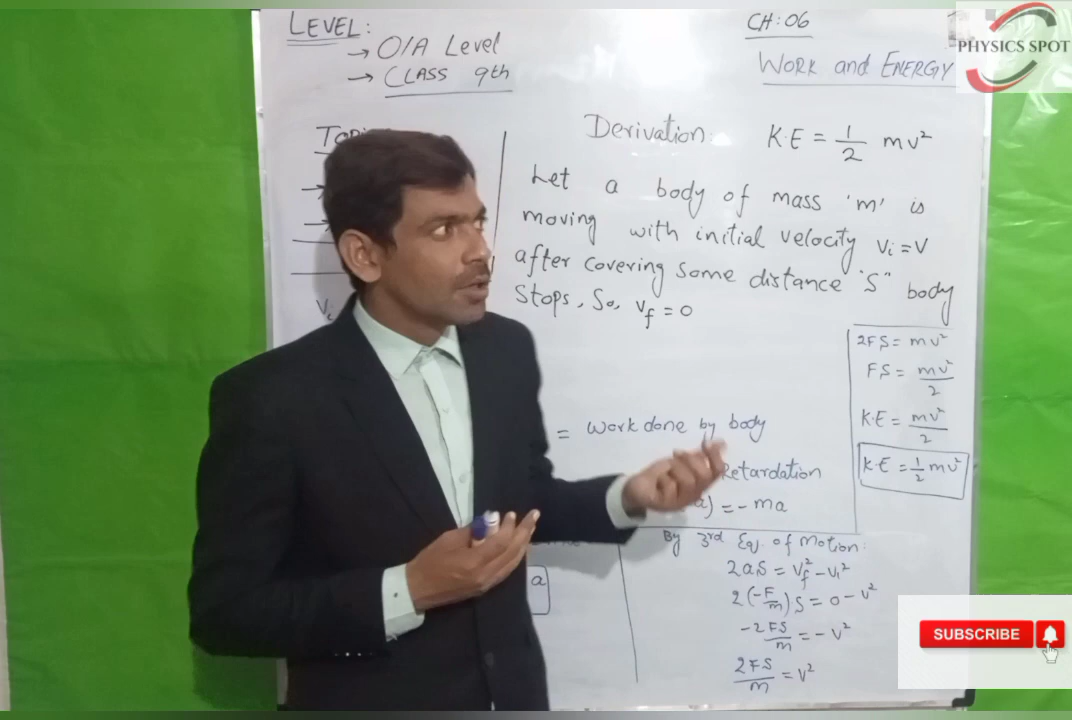 LEVEL:
→ O/A Level
→ CLASS 9th
CH: 06
WORK and ENERGY
PHYSICS SPOT
Derivation: K.E = 1/2 mv²
Let a body of mass 'm' is
moving with initial velocity vᵢ = v
after covering some distance "S" body
Stops, So, v_f = 0
Vᵢ
= work done by body
Retardation
a) = - ma
a
2FS = mv²
FS = mv²/2
K.E = mv²/2
K.E = 1/2 mv²
By 3rd Eq. of Motion:
2aS = v_f² - vᵢ²
2(-F/m)S = 0 - v²
-2FS/m = - v²
2FS/m = v²
SUBSCRIBE